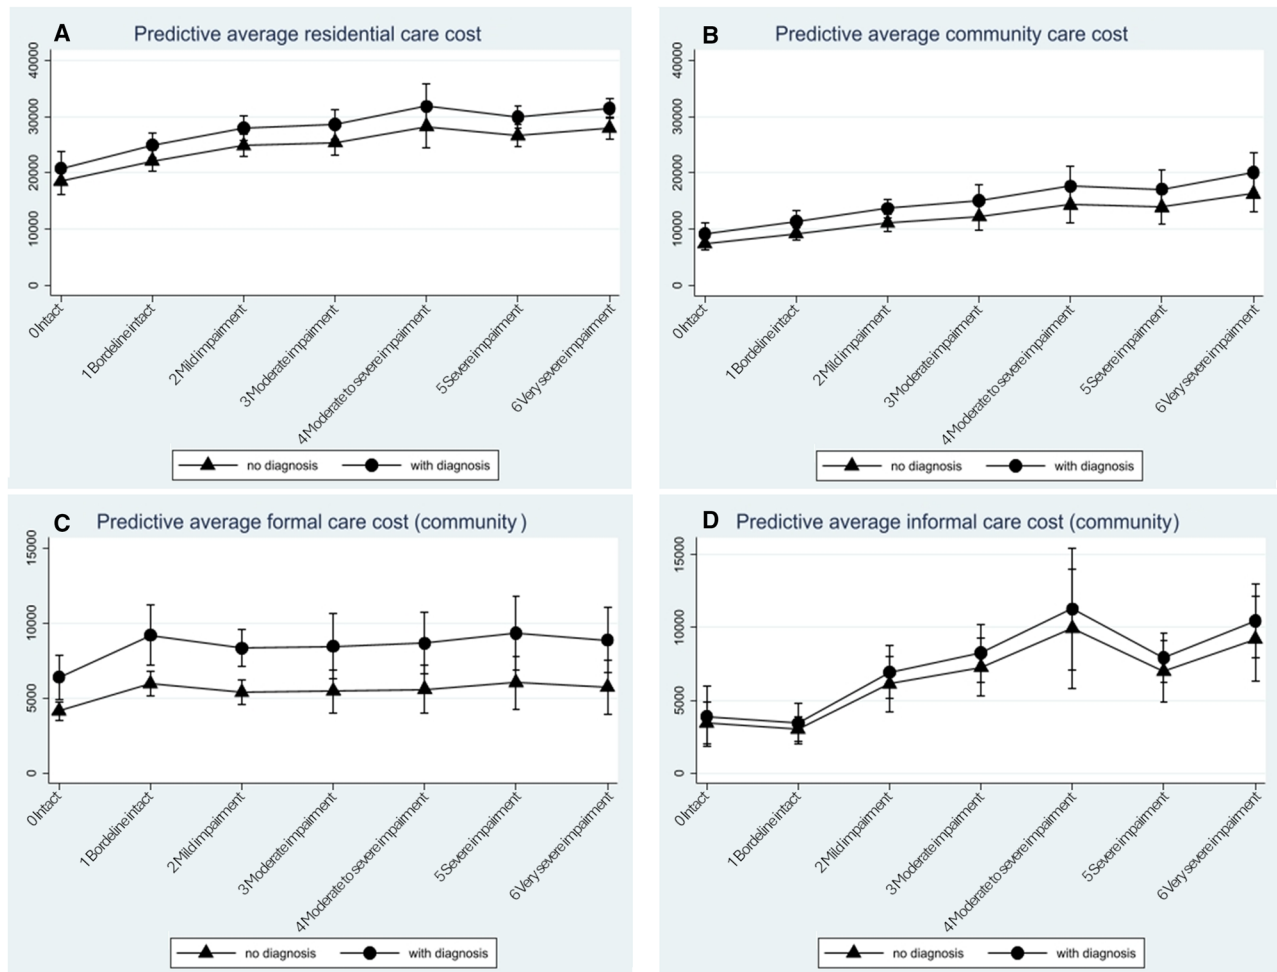 A Predictive average residential care cost
40000
30000
20000
10000
0
0 Intact
1 Bordeline intact
2 Mild impairment
3 Moderate impairment
4 Moderate to severe impairment
5 Severe impairment
6 Very severe impairment
no diagnosis with diagnosis
B Predictive average community care cost
40000
30000
20000
10000
0
0 Intact
1 Bordeline intact
2 Mild impairment
3 Moderate impairment
4 Moderate to severe impairment
5 Severe impairment
6 Very severe impairment
no diagnosis with diagnosis
C Predictive average formal care cost (community)
15000
10000
5000
0
0 Intact
1 Bordeline intact
2 Mild impairment
3 Moderate impairment
4 Moderate to severe impairment
5 Severe impairment
6 Very severe impairment
no diagnosis with diagnosis
D Predictive average informal care cost (community)
15000
10000
5000
0
0 Intact
1 Bordeline intact
2 Mild impairment
3 Moderate impairment
4 Moderate to severe impairment
5 Severe impairment
6 Very severe impairment
no diagnosis with diagnosis